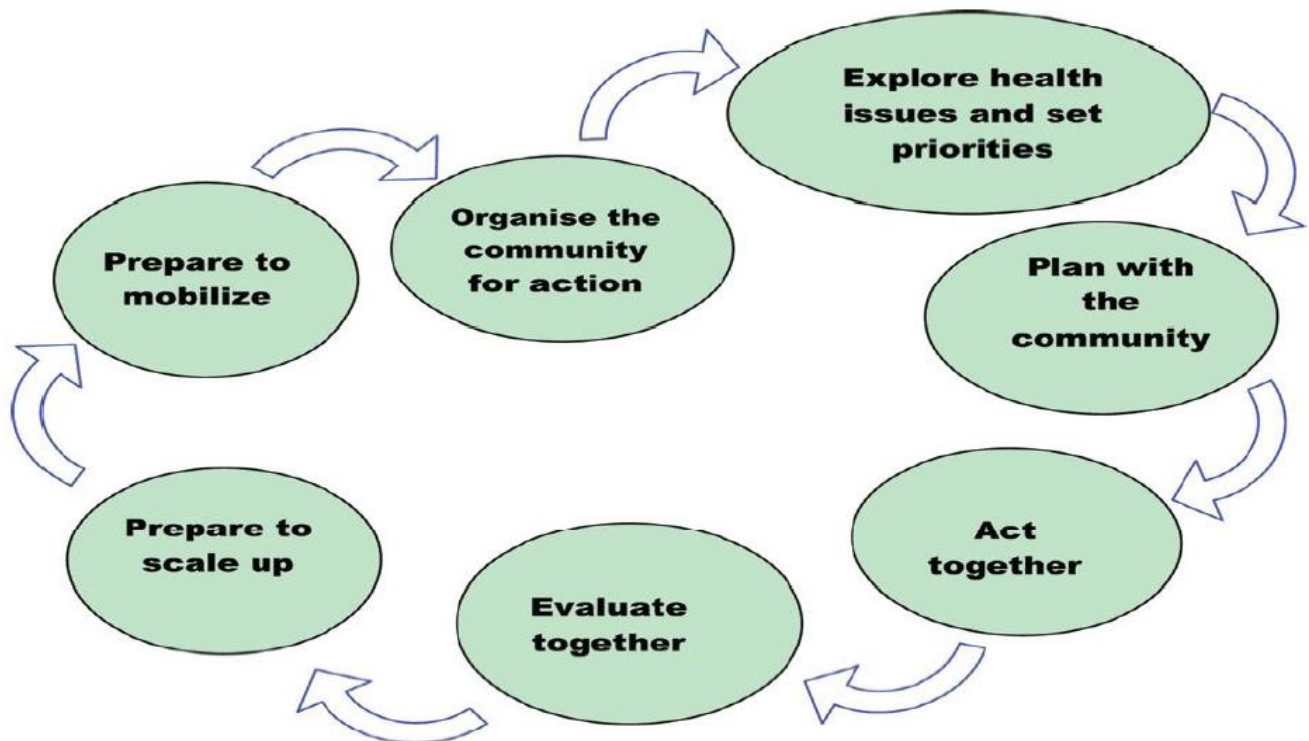 Prepare to
mobilize
Organise the
community
for action
Explore health
issues and set
priorities
Plan with
the
community
Act
together
Evaluate
together
Prepare to
scale up